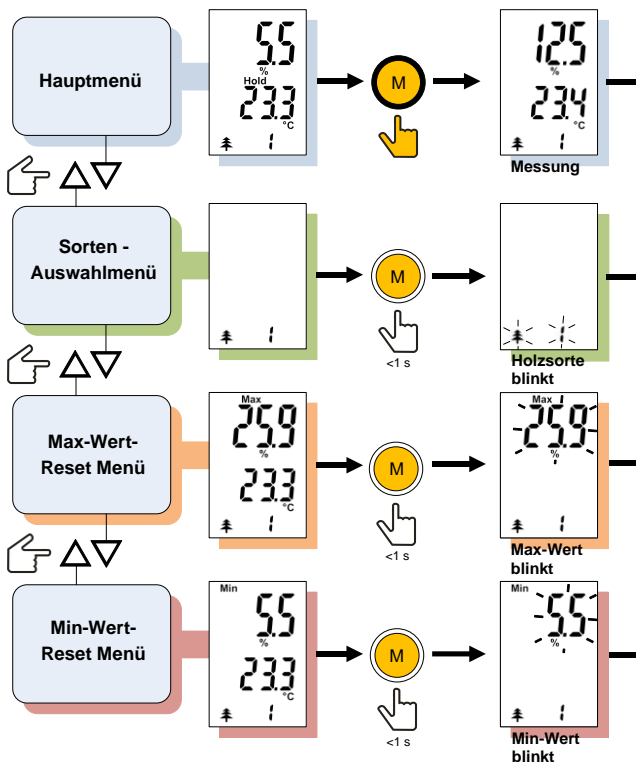 Hauptmenü
5.5
%
Hold
23.3
°C
1
M
12.5
%
23.4
°C
1
Messung
Sorten -
Auswahlmenü
1
M
<1 s
1
Holzsorte
blinkt
Max-Wert-
Reset Menü
Max
25.9
%
23.3
°C
1
M
<1 s
Max
25.9
%
1
Max-Wert
blinkt
Min-Wert-
Reset Menü
Min
5.5
%
23.3
°C
1
M
<1 s
Min
5.5
%
1
Min-Wert
blinkt